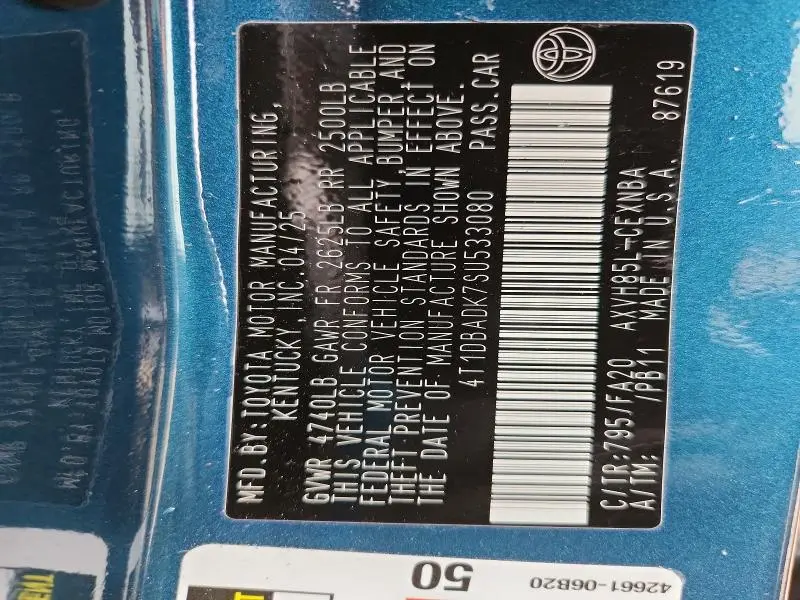 MFD. BY: TOYOTA MOTOR MANUFACTURING,
KENTUCKY, INC. 04/25
GVWR 4740LB GAWR FR 2625LB RR 2500LB
THIS VEHICLE CONFORMS TO ALL APPLICABLE
FEDERAL MOTOR VEHICLE SAFETY, BUMPER, AND
THEFT PREVENTION STANDARDS IN EFFECT ON
THE DATE OF MANUFACTURE SHOWN ABOVE.
4T1DBADK7SU533080 PASS. CAR
C/TR:795/FA20 AXVH85L-CEXNBA
A/TM: /PB11 MADE IN U.S.A. 87619
50
42661-06B20